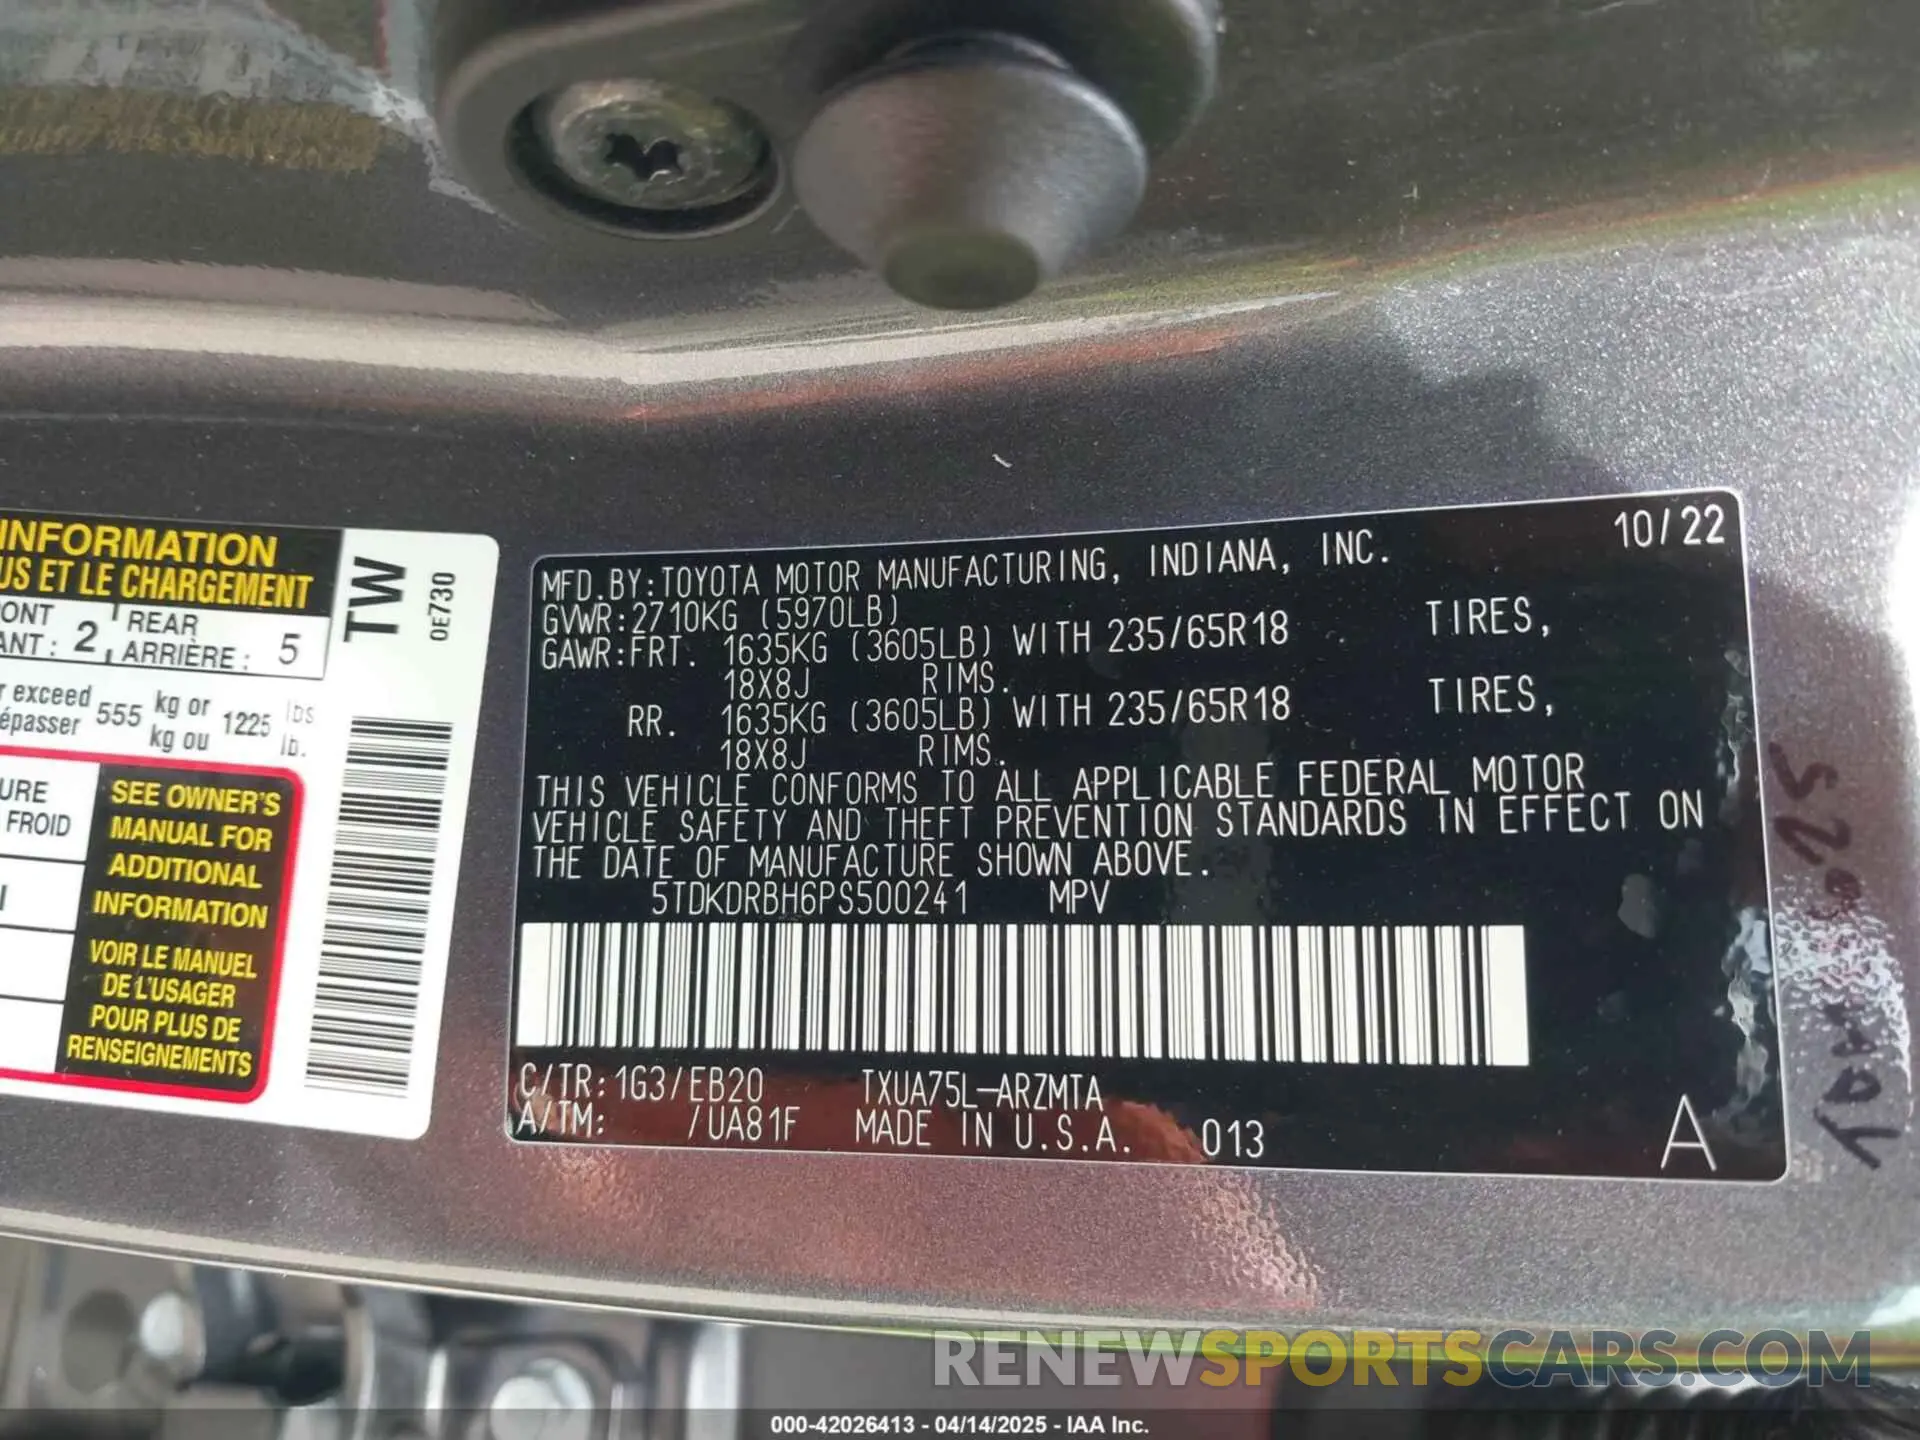 INFORMATION
US ET LE CHARGEMENT
ONT
ANT : 2
REAR
ARRIÈRE : 5
r exceed
épasser 555 kg or
kg ou 1225 lbs
lb.
URE
FROID
SEE OWNER'S
MANUAL FOR
ADDITIONAL
INFORMATION
VOIR LE MANUEL
DE L'USAGER
POUR PLUS DE
RENSEIGNEMENTS
TW
0E730
10/22
MFD.BY:TOYOTA MOTOR MANUFACTURING, INDIANA, INC.
GVWR:2710KG (5970LB)
GAWR:FRT. 1635KG (3605LB) WITH 235/65R18 TIRES,
18X8J RIMS.
RR. 1635KG (3605LB) WITH 235/65R18 TIRES,
18X8J RIMS.
THIS VEHICLE CONFORMS TO ALL APPLICABLE FEDERAL MOTOR
VEHICLE SAFETY AND THEFT PREVENTION STANDARDS IN EFFECT ON
THE DATE OF MANUFACTURE SHOWN ABOVE.
5TDKDRBH6PS500241 MPV
C/TR:1G3/EB20 TXUA75L-ARZMTA
A/TM: /UA81F MADE IN U.S.A. 013
A
RENEWSPORTSCARS.COM
000-42026413 - 04/14/2025 - IAA Inc.